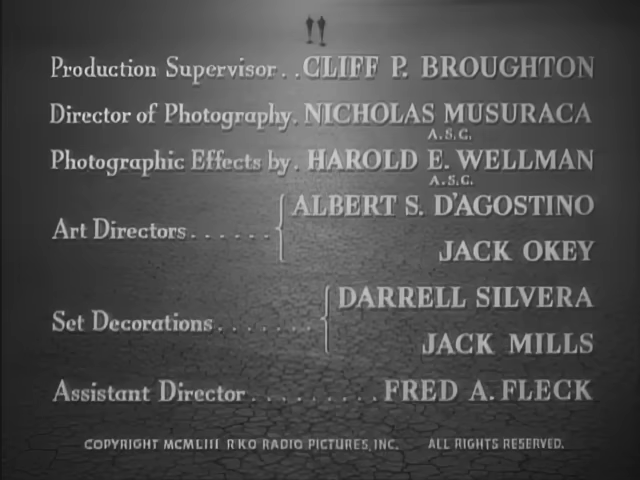 Production Supervisor..CLIFF P. BROUGHTON
Director of Photography. NICHOLAS MUSURACA
A.S.C.
Photographic Effects by. HAROLD E. WELLMAN
A.S.C.
Art Directors...... ALBERT S. D'AGOSTINO
JACK OKEY
Set Decorations....... DARRELL SILVERA
JACK MILLS
Assistant Director.........FRED A. FLECK
COPYRIGHT MCMLIII RKO RADIO PICTURES, INC. ALL RIGHTS RESERVED.